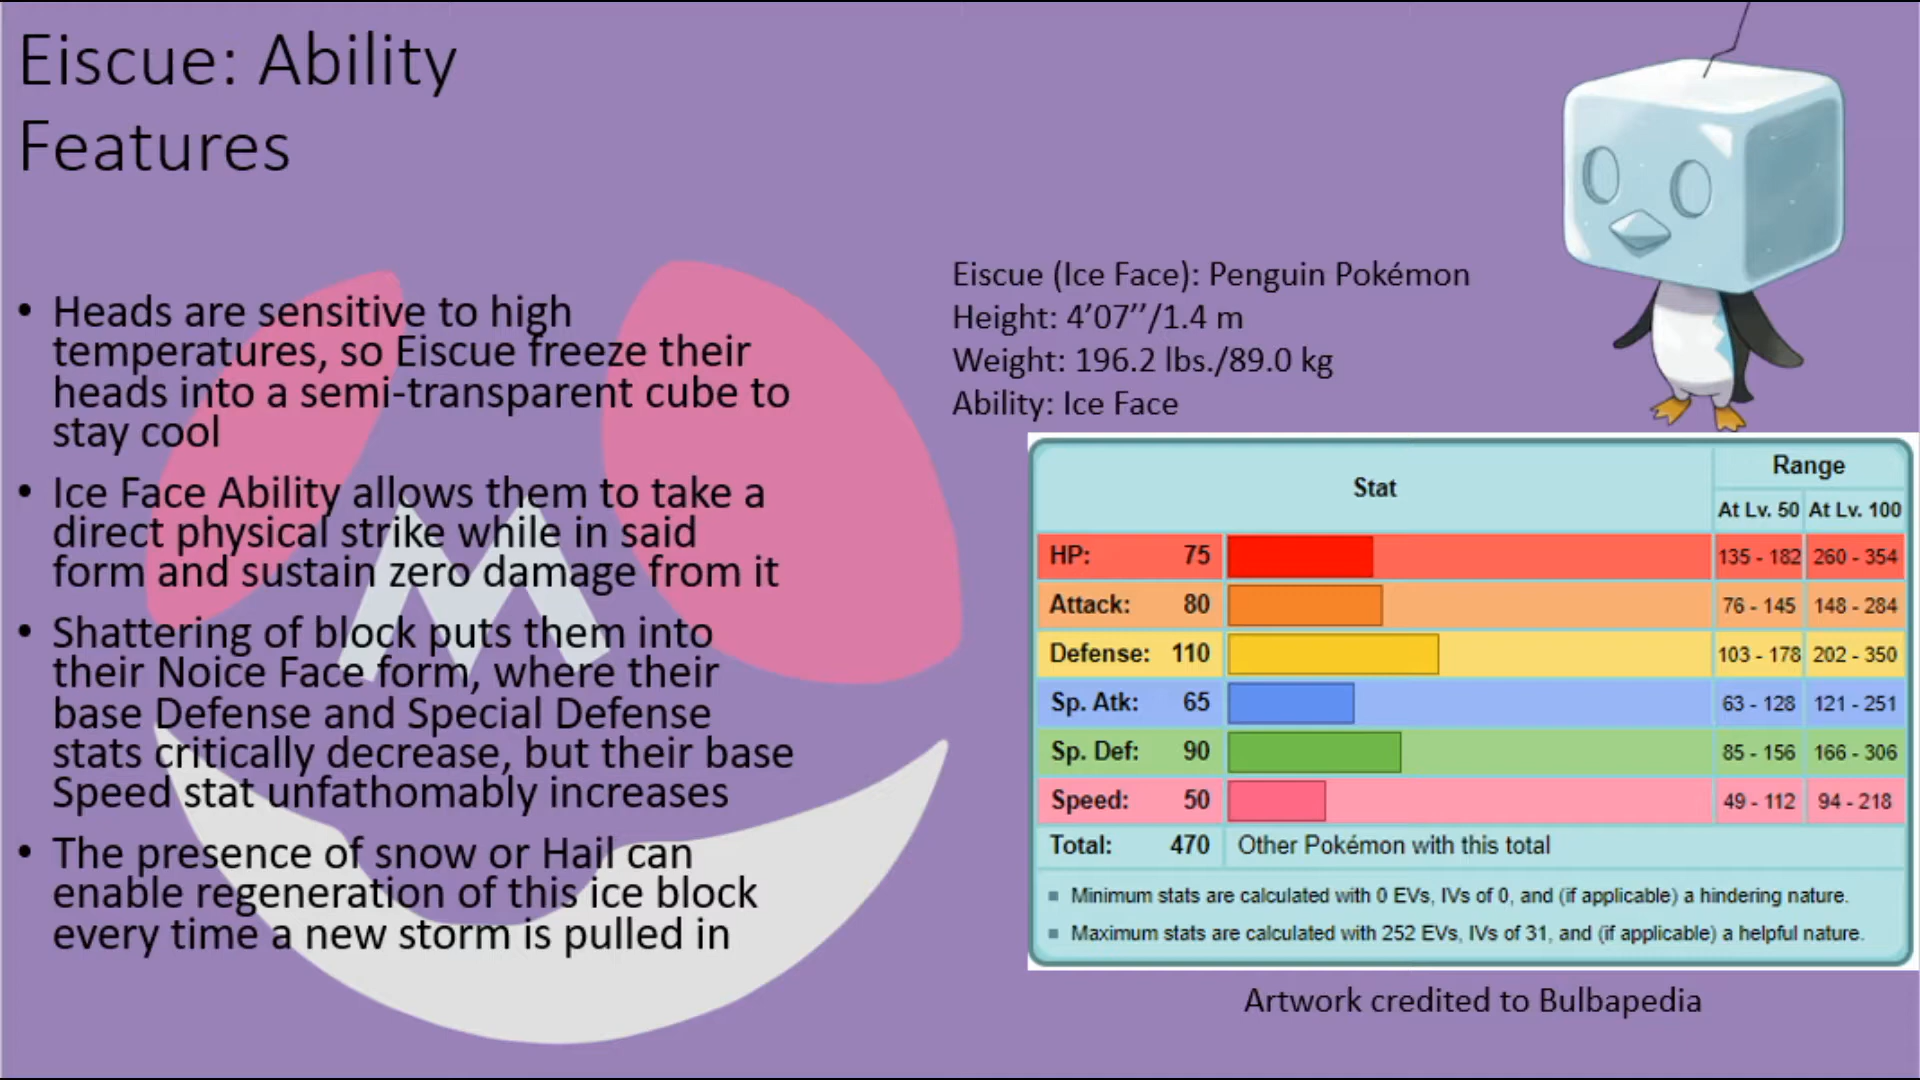 Eiscue: Ability
Features
• Heads are sensitive to high
temperatures, so Eiscue freeze their
heads into a semi-transparent cube to
stay cool
• Ice Face Ability allows them to take a
direct physical strike while in said
form and sustain zero damage from it
• Shattering of block puts them into
their Noice Face form, where their
base Defense and Special Defense
stats critically decrease, but their base
Speed stat unfathomably increases
• The presence of snow or Hail can
enable regeneration of this ice block
every time a new storm is pulled in
M
Eiscue (Ice Face): Penguin Pokémon
Height: 4’07’’/1.4 m
Weight: 196.2 lbs./89.0 kg
Ability: Ice Face
Stat Range
At Lv. 50 At Lv. 100
HP: 75 135 - 182 260 - 354
Attack: 80 76 - 145 148 - 284
Defense: 110 103 - 178 202 - 350
Sp. Atk: 65 63 - 128 121 - 251
Sp. Def: 90 85 - 156 166 - 306
Speed: 50 49 - 112 94 - 218
Total: 470 Other Pokémon with this total
Minimum stats are calculated with 0 EVs, IVs of 0, and (if applicable) a hindering nature.
Maximum stats are calculated with 252 EVs, IVs of 31, and (if applicable) a helpful nature.
Artwork credited to Bulbapedia